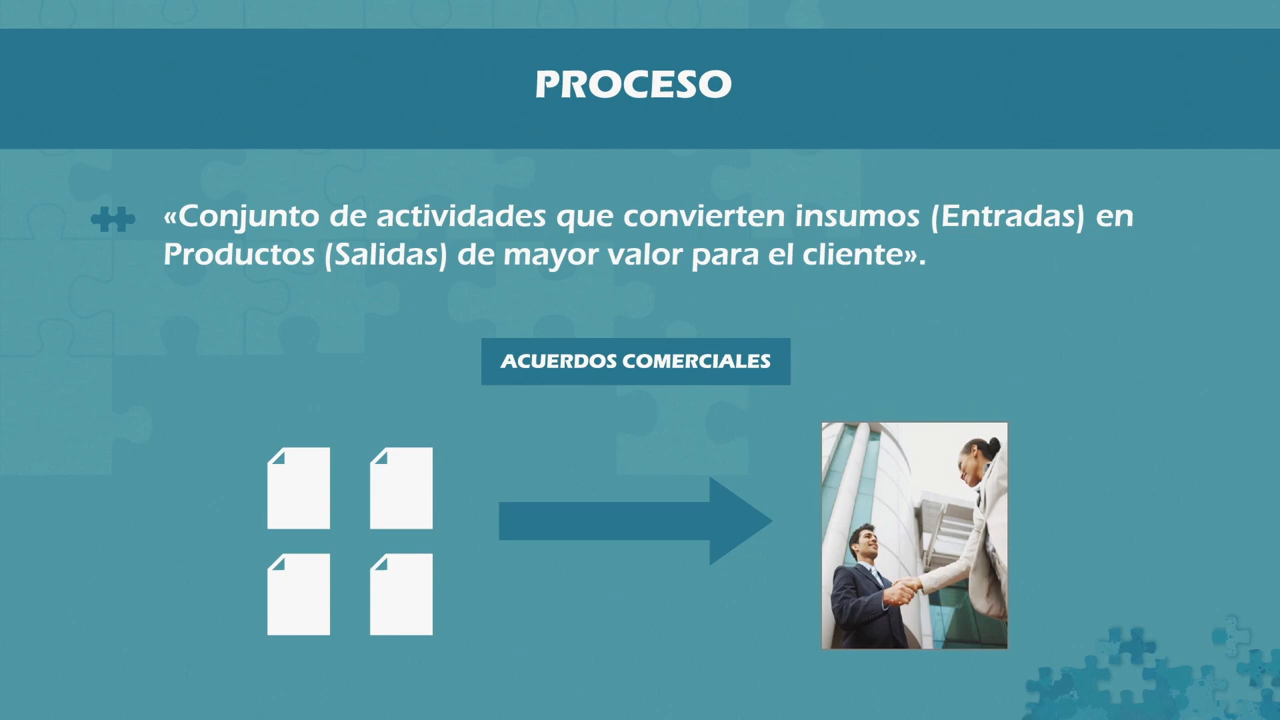 PROCESO
«Conjunto de actividades que convierten insumos (Entradas) en
Productos (Salidas) de mayor valor para el cliente».
ACUERDOS COMERCIALES